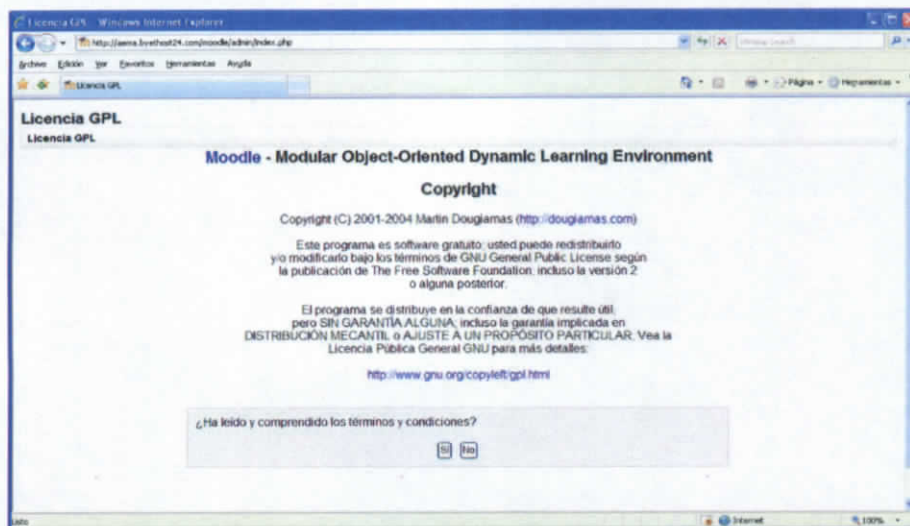 Licencia GPL - Windows Internet Explorer
http://aems.byethost24.com/moodle/admin/index.php
Archivo Edición Ver Favoritos Herramientas Ayuda
Licencia GPL
Página Herramientas
Licencia GPL
Licencia GPL
Moodle - Modular Object-Oriented Dynamic Learning Environment
Copyright
Copyright (C) 2001-2004 Martin Dougiamas (http://dougiamas.com)
Este programa es software gratuito; usted puede redistribuirlo
y/o modificarlo bajo los términos de GNU General Public License según
la publicación de The Free Software Foundation, incluso la versión 2
o alguna posterior.
El programa se distribuye en la confianza de que resulte útil,
pero SIN GARANTÍA ALGUNA; incluso la garantía implicada en
DISTRIBUCIÓN MECANTIL o AJUSTE A UN PROPÓSITO PARTICULAR. Vea la
Licencia Pública General GNU para más detalles:
http://www.gnu.org/copyleft/gpl.html
¿Ha leído y comprendido los términos y condiciones?
Sí No
Listo Internet 100%